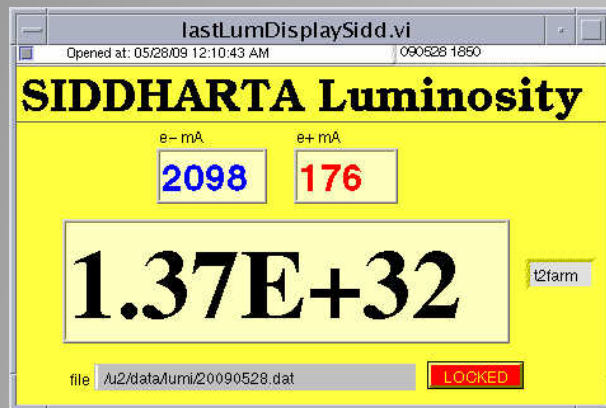 lastLumDisplaySidd.vi
Opened at: 05/28/09 12:10:43 AM 090528 1850
SIDDHARTA Luminosity
e- mA e+ mA
2098 176
1.37E+32
t2farm
file /u2/data/lumi/20090528.dat LOCKED